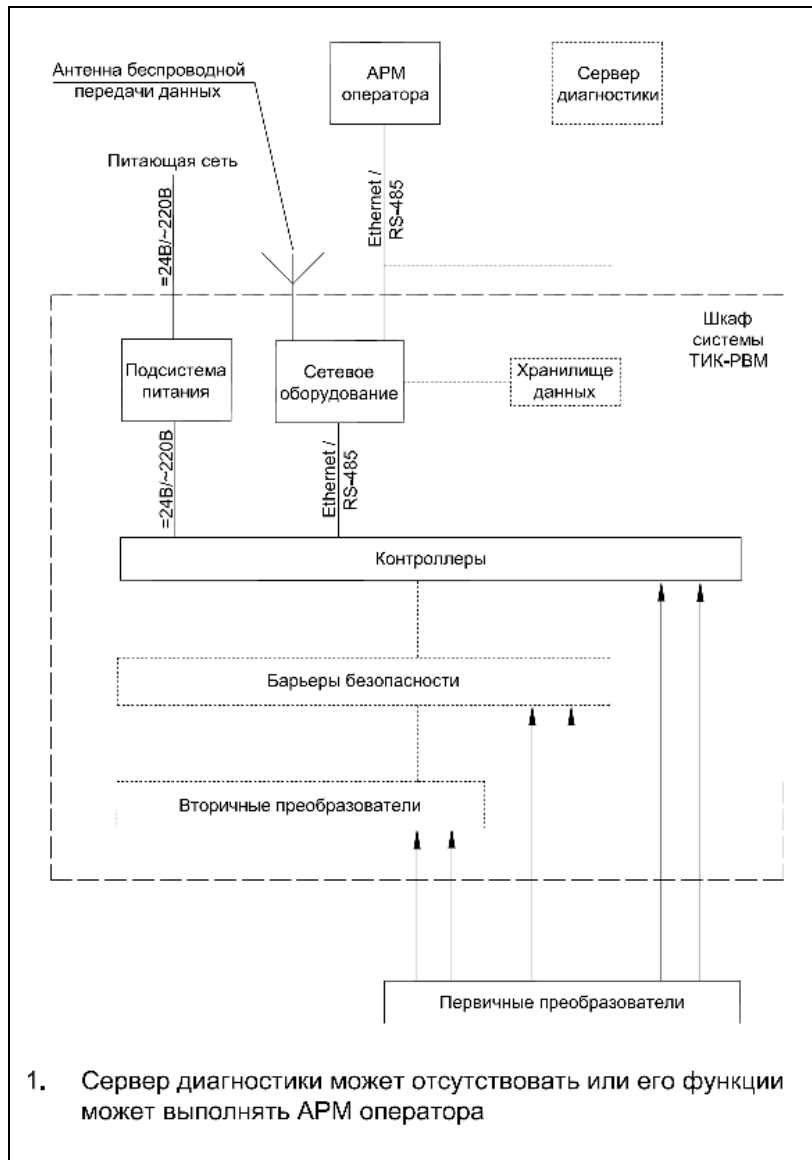 Антенна беспроводной
передачи данных
АРМ
оператора
Сервер
диагностики
Питающая сеть
=24В/~220В
Ethernet /
RS-485
Шкаф
системы
ТИК-РВМ
Подсистема
питания
Сетевое
оборудование
Хранилище
данных
=24В/~220В
Ethernet /
RS-485
Контроллеры
Барьеры безопасности
Вторичные преобразователи
Первичные преобразователи
1. Сервер диагностики может отсутствовать или его функции
может выполнять АРМ оператора